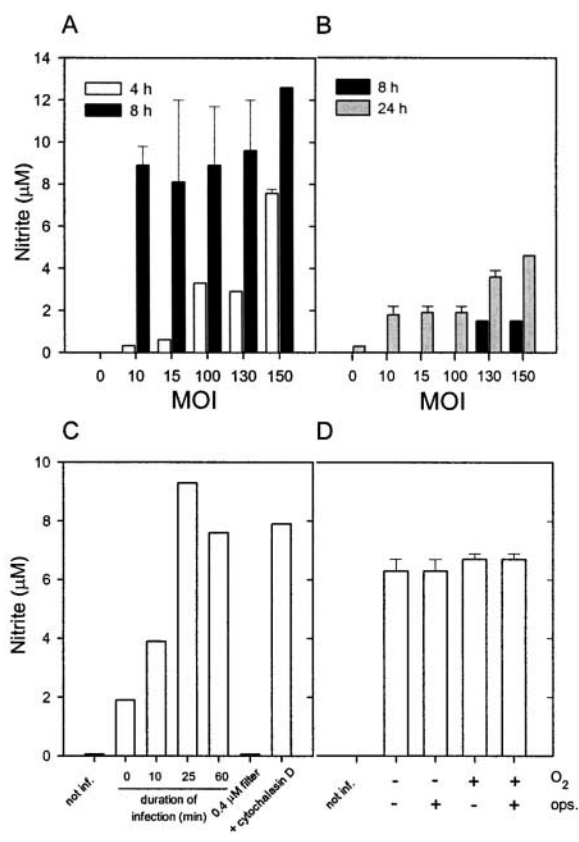 A
B
14
12
10
8
6
4
2
0
Nitrite (μM)
4 h
8 h
8 h
24 h
0 10 15 100 130 150
MOI
0 10 15 100 130 150
MOI
C
D
10
8
6
4
2
0
Nitrite (μM)
not inf.
0 10 25 60
duration of
infection (min)
0.4 μM filter
+ cytochalasin D
not inf.
- - + + O2
- + - + ops.